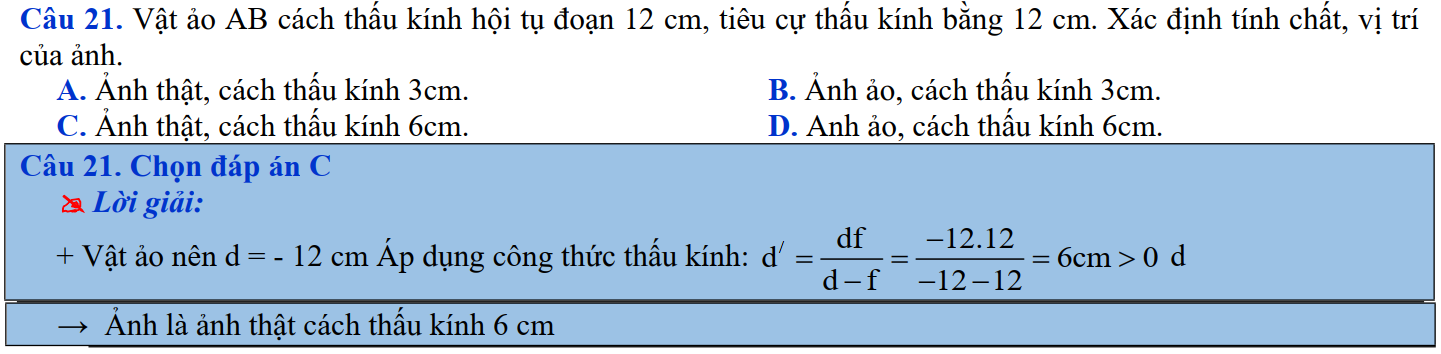 Câu 21. Vật ảo AB cách thấu kính hội tụ đoạn 12 cm, tiêu cự thấu kính bằng 12 cm. Xác định tính chất, vị trí
của ảnh.
A. Ảnh thật, cách thấu kính 3cm.
B. Ảnh ảo, cách thấu kính 3cm.
C. Ảnh thật, cách thấu kính 6cm.
D. Anh ảo, cách thấu kính 6cm.
Câu 21. Chọn đáp án C
Lời giải:
+ Vật ảo nên d = - 12 cm Áp dụng công thức thấu kính: d′ = df/(d−f) = −12.12/(−12−12) = 6cm > 0 d
→ Ảnh là ảnh thật cách thấu kính 6 cm